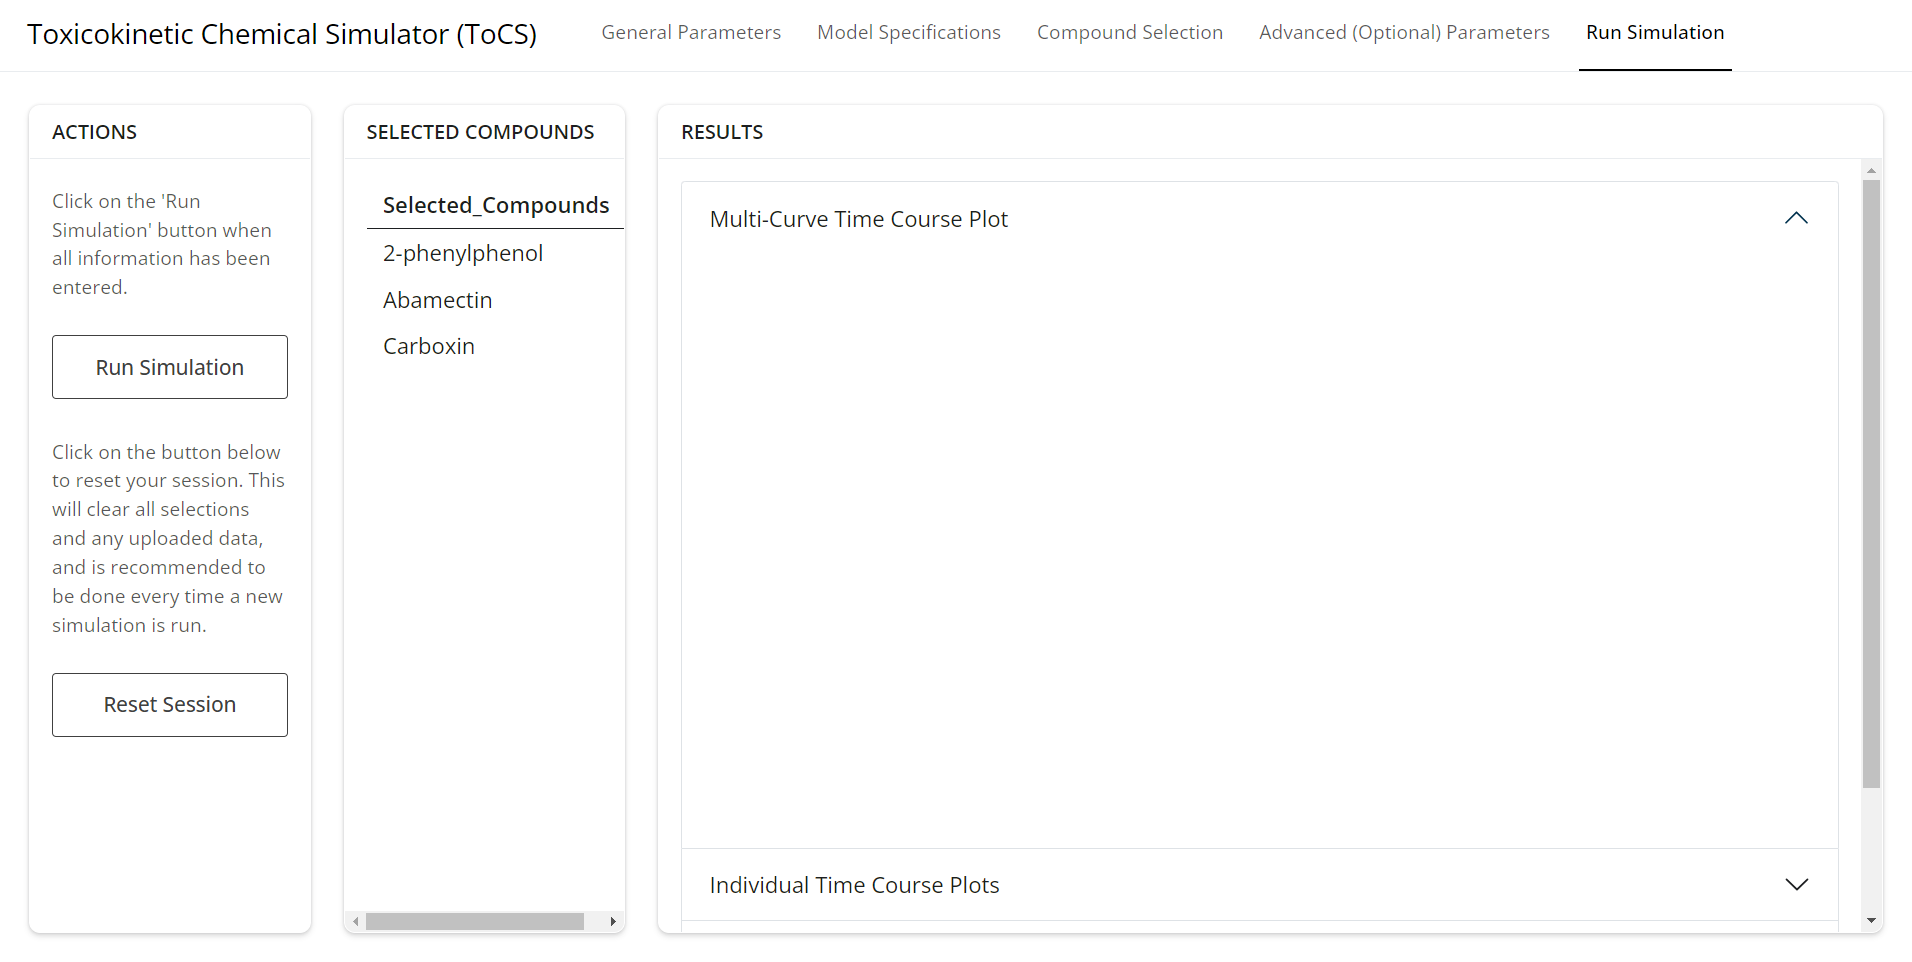 Toxicokinetic Chemical Simulator (ToCS)
General Parameters
Model Specifications
Compound Selection
Advanced (Optional) Parameters
Run Simulation
ACTIONS
Click on the 'Run
Simulation' button when
all information has been
entered.
Run Simulation
Click on the button below
to reset your session. This
will clear all selections
and any uploaded data,
and is recommended to
be done every time a new
simulation is run.
Reset Session
SELECTED COMPOUNDS
Selected_Compounds
2-phenylphenol
Abamectin
Carboxin
RESULTS
Multi-Curve Time Course Plot
Individual Time Course Plots